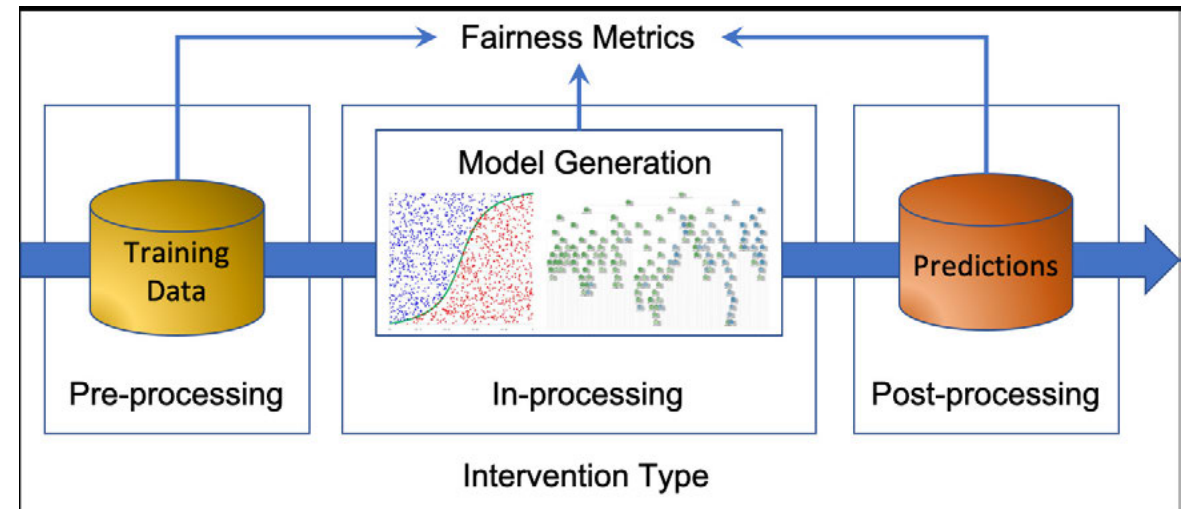 Fairness Metrics
Model Generation
Training
Data
Predictions
Pre-processing
In-processing
Post-processing
Intervention Type